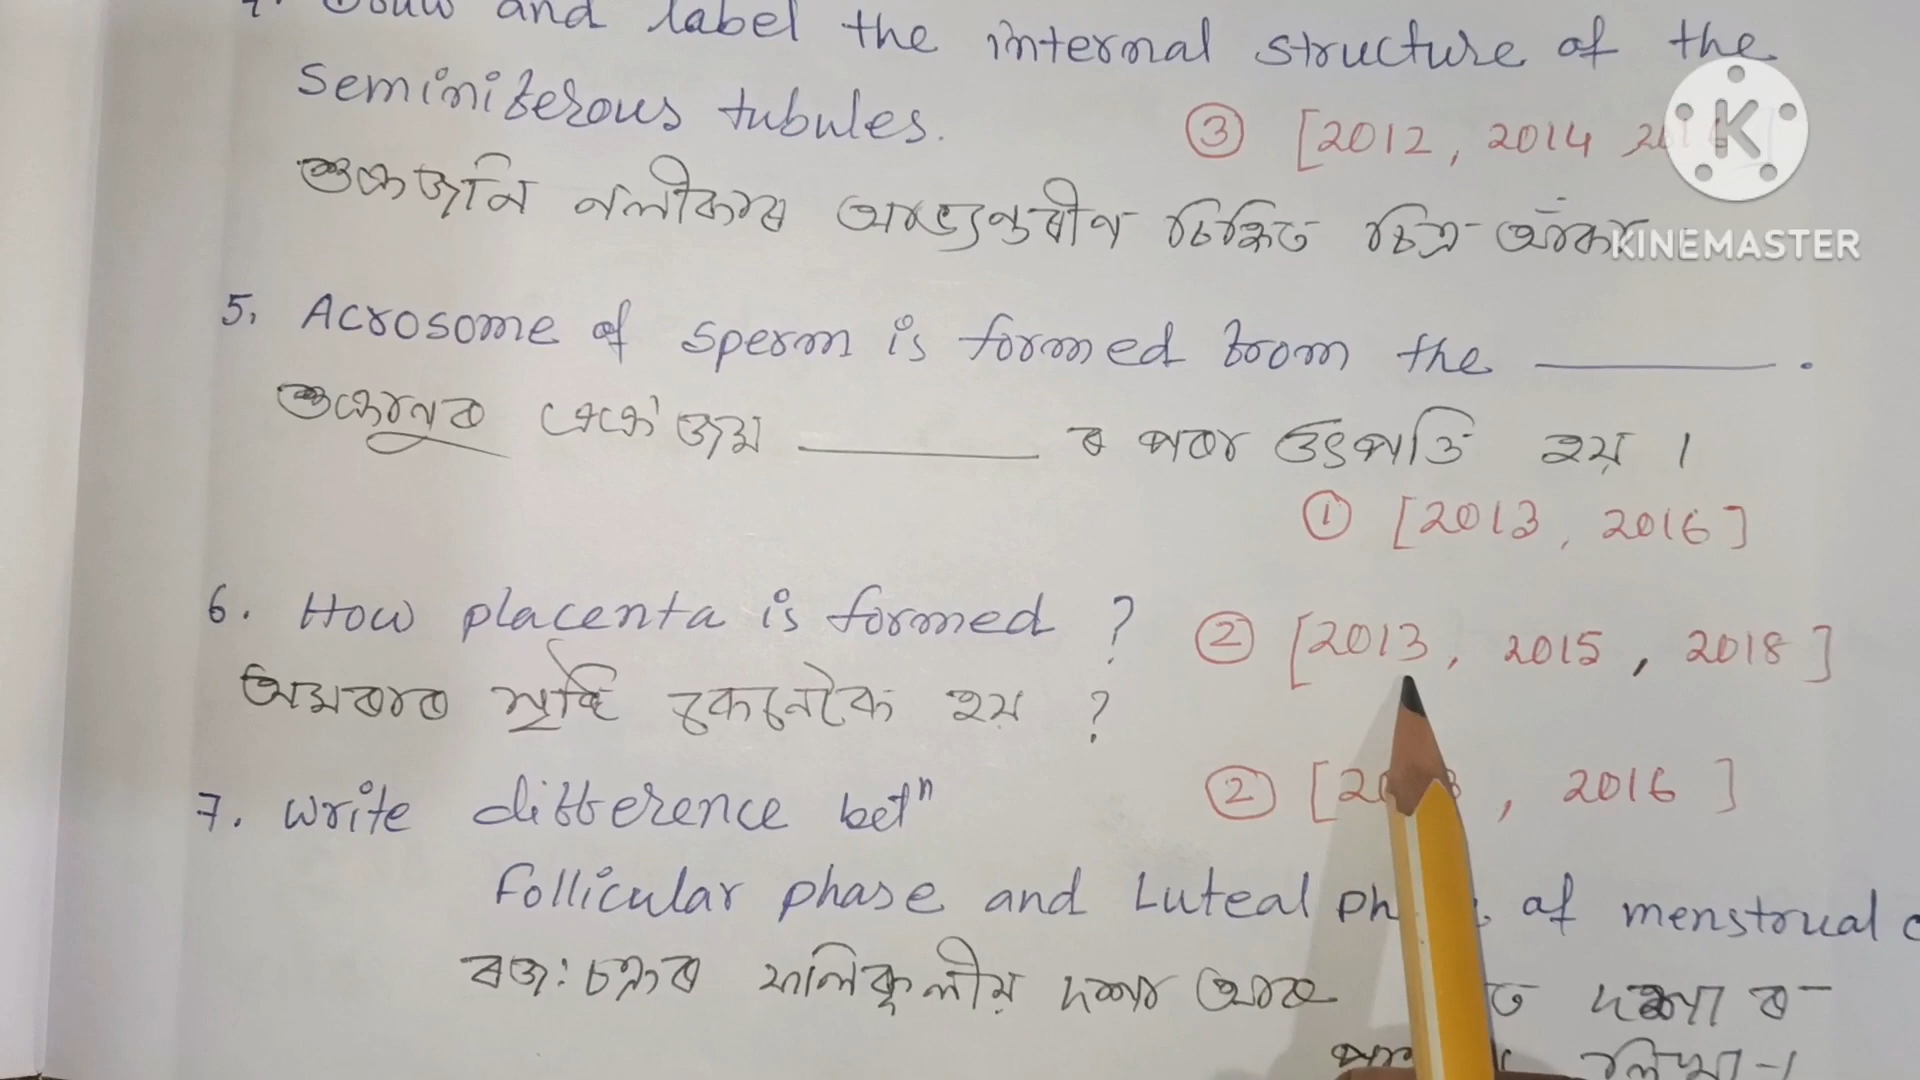 and label the internal structure of the
Seminiferous tubules. ③ [2012, 2014
শুক্ৰজনি নলীকাৰ আভ্যন্তৰীণ চিহ্নিত চিত্ৰ
KINEMASTER
5. Acrosome of sperm is formed from the ______.
শুক্ৰাণুৰ এক্ৰোজম ______ ৰ পৰা উৎপত্তি হয় ।
① [2013, 2016]
6. How placenta is formed ? ② [2013, 2015, 2018]
অমৰাৰ সৃষ্টি কেনেকৈ হয় ?
7. Write difference betⁿ ② [ , 2016]
Follicular phase and Luteal of menstrual
ৰজঃচক্ৰৰ ফলিকুলীয় দশা আৰু দশা ৰ
লিখা।